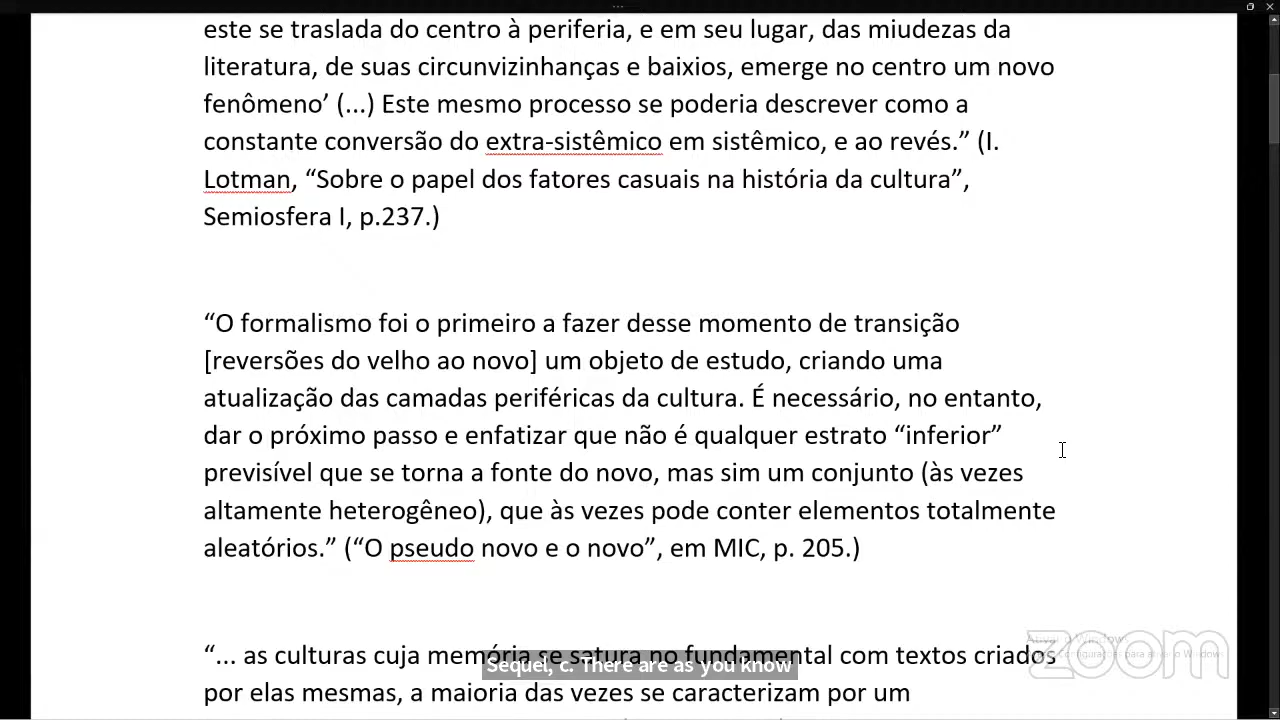 este se traslada do centro à periferia, e em seu lugar, das miudezas da
literatura, de suas circunvizinhanças e baixios, emerge no centro um novo
fenômeno’ (...) Este mesmo processo se poderia descrever como a
constante conversão do extra-sistêmico em sistêmico, e ao revés.” (I.
Lotman, “Sobre o papel dos fatores casuais na história da cultura”,
Semiosfera I, p.237.)
“O formalismo foi o primeiro a fazer desse momento de transição
[reversões do velho ao novo] um objeto de estudo, criando uma
atualização das camadas periféricas da cultura. É necessário, no entanto,
dar o próximo passo e enfatizar que não é qualquer estrato “inferior”
previsível que se torna a fonte do novo, mas sim um conjunto (às vezes
altamente heterogêneo), que às vezes pode conter elementos totalmente
aleatórios.” (“O pseudo novo e o novo”, em MIC, p. 205.)
“... as culturas cuja memória se satura no fundamental com textos criados
por elas mesmas, a maioria das vezes se caracterizam por um
Sequel, c. There are as you know
Ativar o Windows
zoom